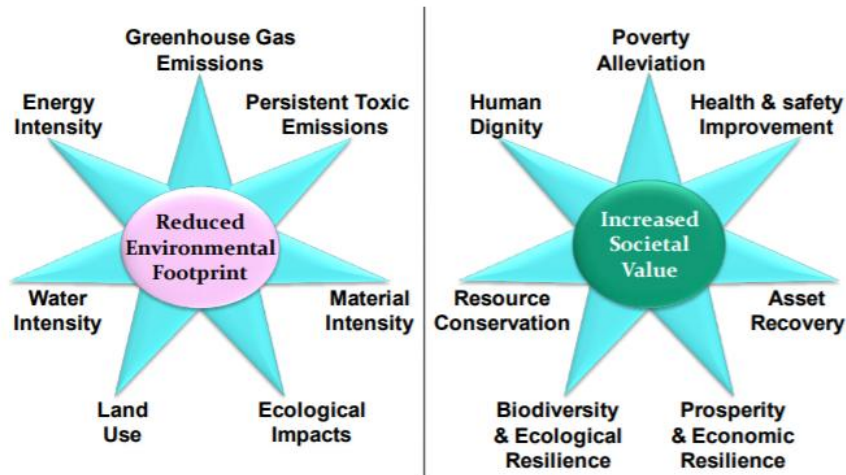 Greenhouse Gas
Emissions
Energy
Intensity
Persistent Toxic
Emissions
Reduced
Environmental
Footprint
Water
Intensity
Material
Intensity
Land
Use
Ecological
Impacts
Poverty
Alleviation
Human
Dignity
Health & safety
Improvement
Increased
Societal
Value
Resource
Conservation
Asset
Recovery
Biodiversity
& Ecological
Resilience
Prosperity
& Economic
Resilience